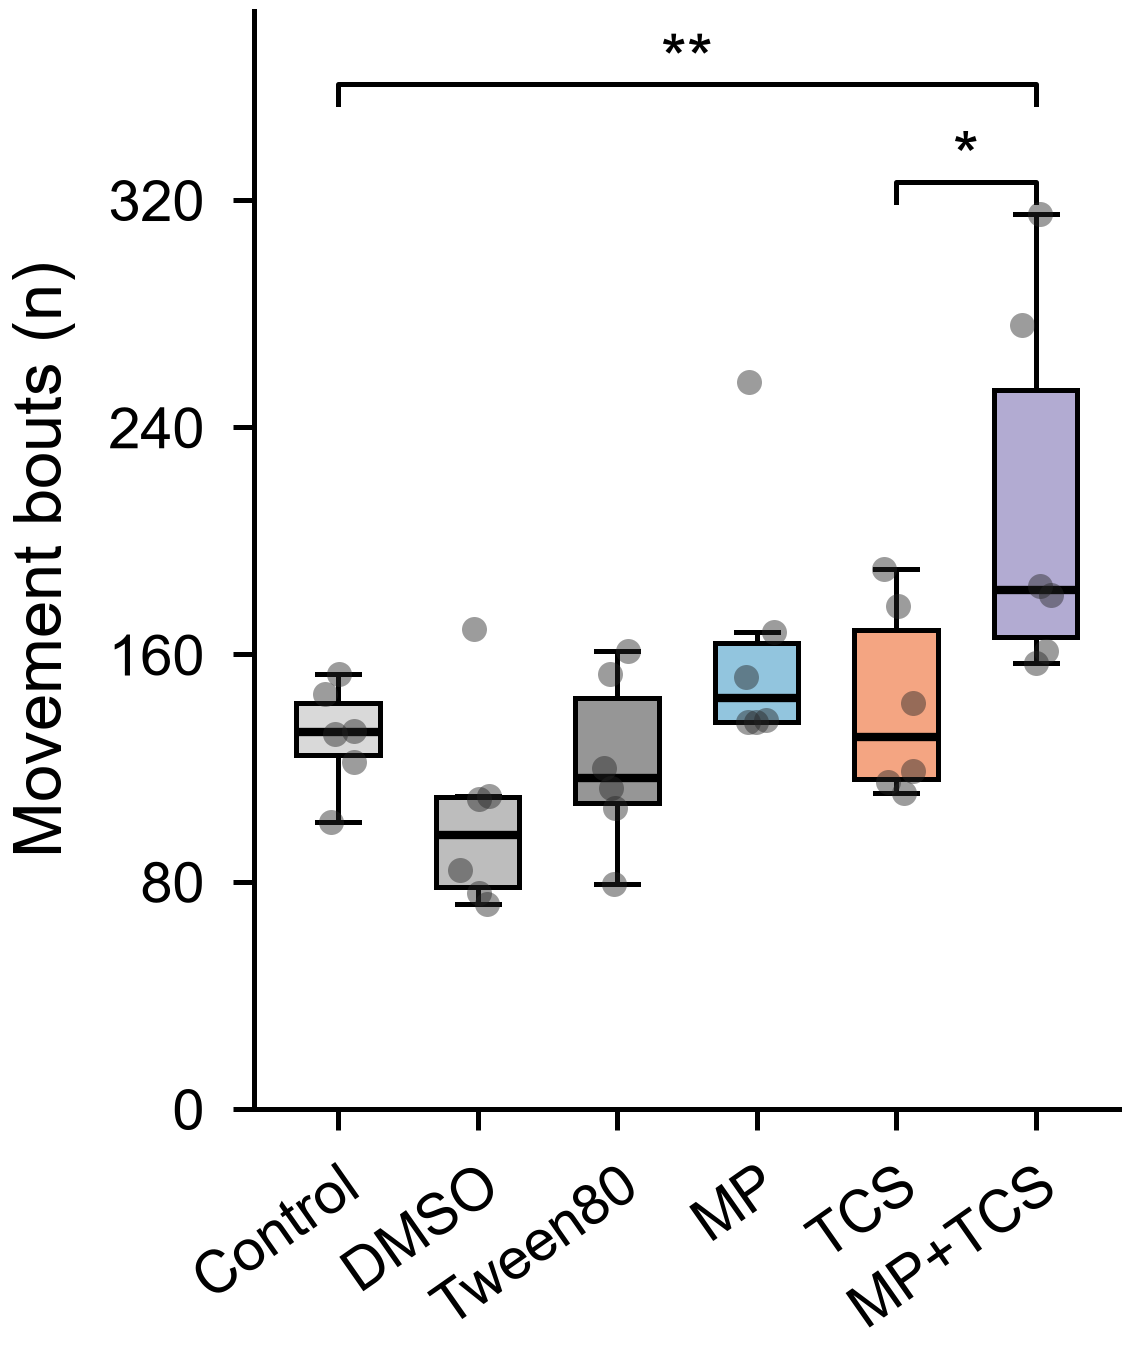 **
*
Movement bouts (n)
320
240
160
80
0
Control
DMSO
Tween80
MP
TCS
MP+TCS